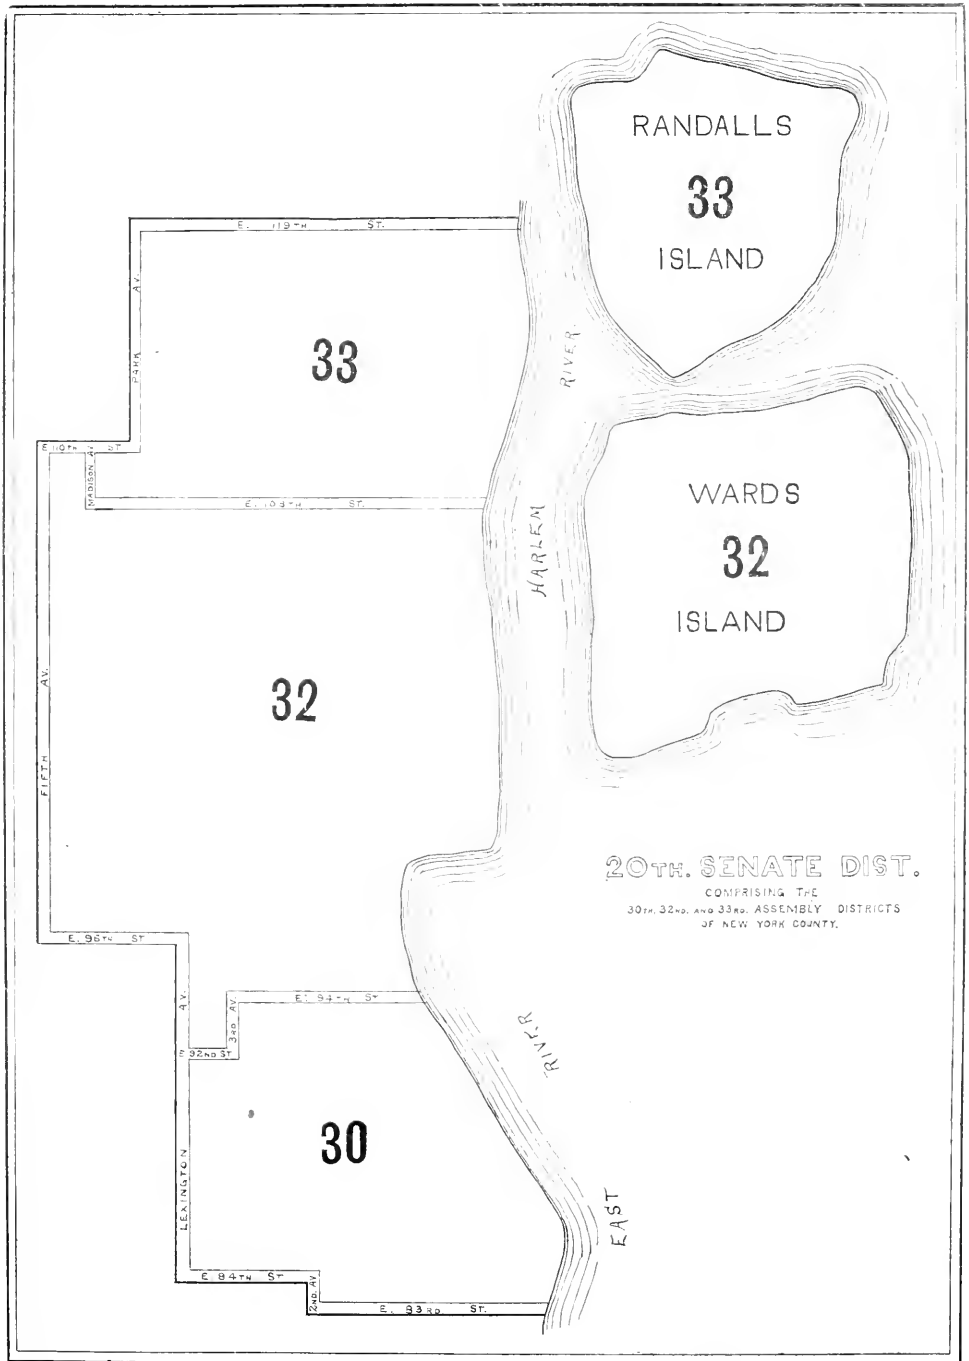 RANDALLS
33
ISLAND
E. 119TH ST.
PARK AV.
33
RIVER
E. 110TH ST
MADISON AV
E. 108TH ST.
HARLEM
WARDS
32
ISLAND
32
FIFTH AV.
20TH. SENATE DIST.
COMPRISING THE
30TH. 32ND. AND 33RD. ASSEMBLY DISTRICTS
OF NEW YORK COUNTY.
E. 96TH ST
AV.
3RD AV.
E. 94TH ST
E 92ND ST.
RIVER
30
LEXINGTON
EAST
E. 84TH ST
2ND. AV
E. 83RD ST.